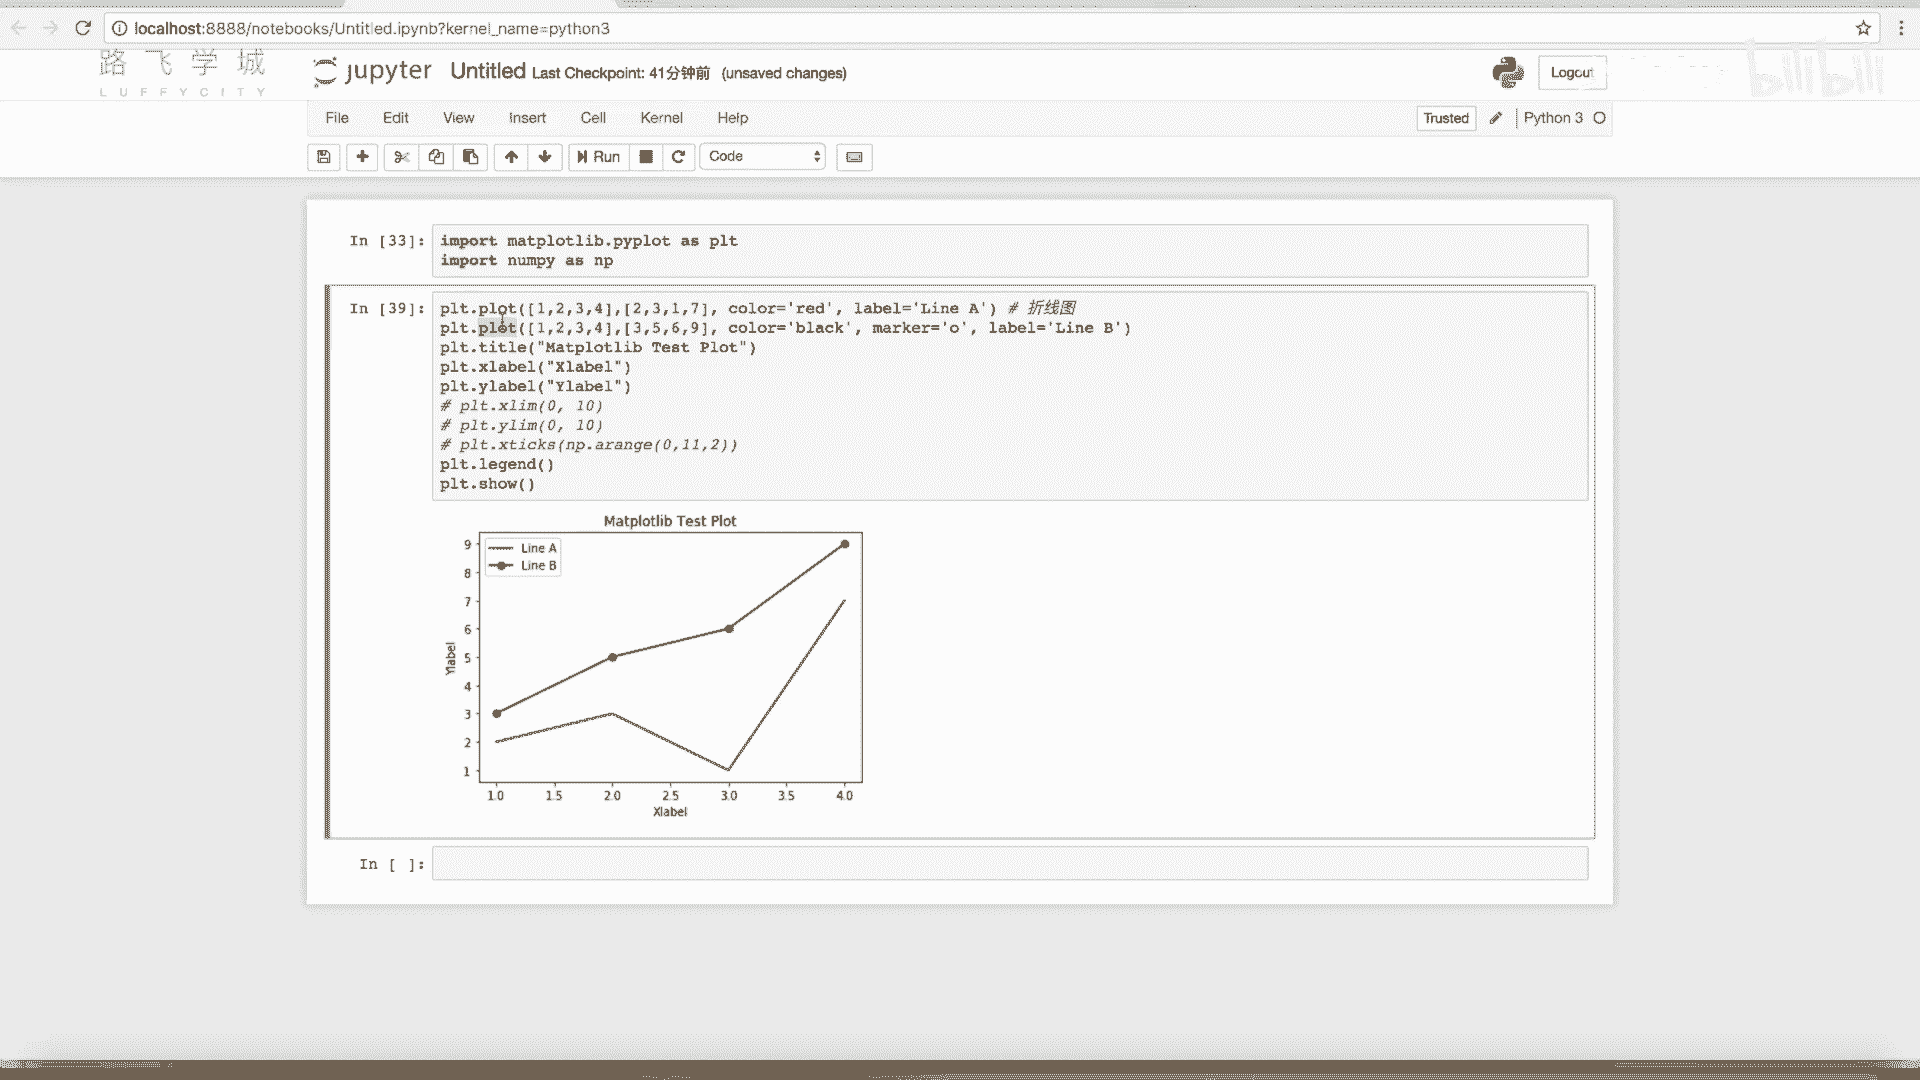 localhost:8888/notebooks/Untitled.ipynb?kernel_name=python3
路飞学城
LUFFYCITY
bilibili
jupyter Untitled Last Checkpoint: 41分钟前 (unsaved changes)
Logout
File Edit View Insert Cell Kernel Help
Trusted Python 3
Run Code
In [33]: import matplotlib.pyplot as plt
import numpy as np
In [39]: plt.plot([1,2,3,4],[2,3,1,7], color='red', label='Line A') # 折线图
plt.plot([1,2,3,4],[3,5,6,9], color='black', marker='o', label='Line B')
plt.title("Matplotlib Test Plot")
plt.xlabel("Xlabel")
plt.ylabel("Ylabel")
# plt.xlim(0, 10)
# plt.ylim(0, 10)
# plt.xticks(np.arange(0,11,2))
plt.legend()
plt.show()
Matplotlib Test Plot
Line A
Line B
9
8
7
6
5
4
3
2
1
Ylabel
1.0 1.5 2.0 2.5 3.0 3.5 4.0
Xlabel
In [ ]: